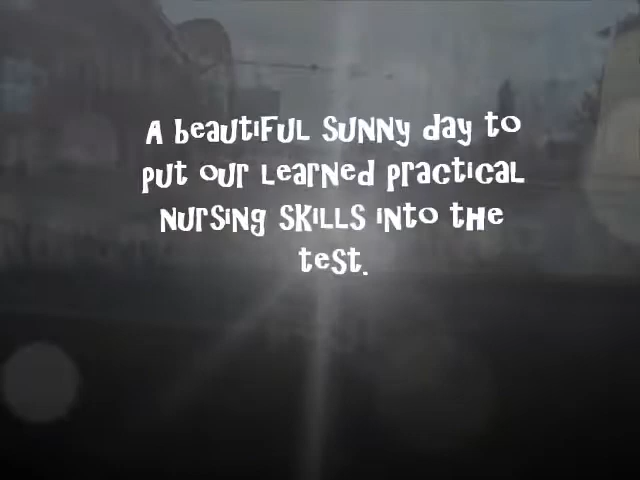 A beautiful sunny day to
put our learned practical
nursing skills into the
test.